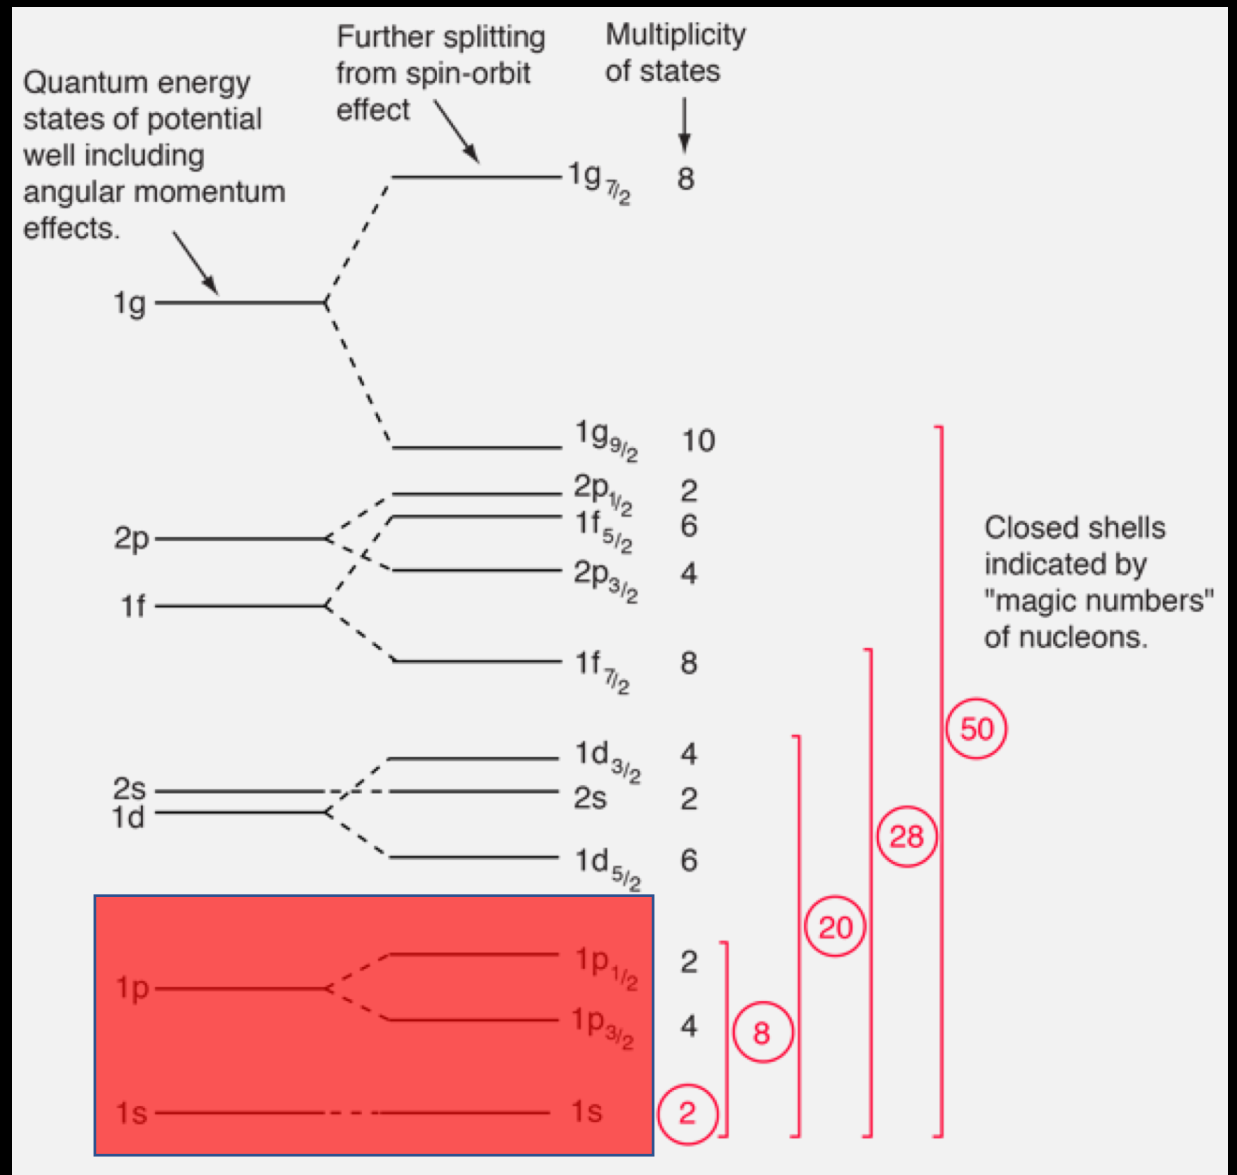 Quantum energy
states of potential
well including
angular momentum
effects.
Further splitting
from spin-orbit
effect
Multiplicity
of states
1g7/2 8
1g
1g9/2 10
2p1/2 2
1f5/2 6
2p
2p3/2 4
1f
1f7/2 8
Closed shells
indicated by
"magic numbers"
of nucleons.
50
1d3/2 4
2s
2s 2
1d
28
1d5/2 6
20
1p1/2 2
1p
1p3/2 4
8
1s
1s 2